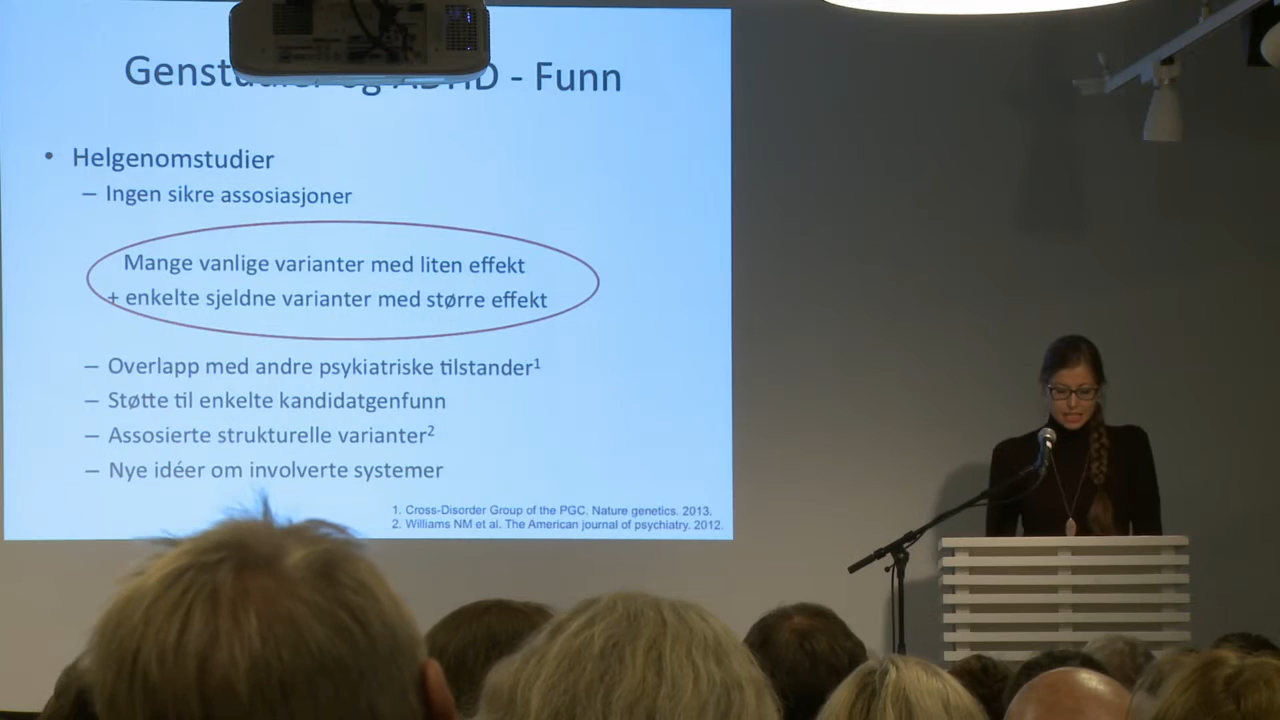 - Funn
• Helgenomstudier
– Ingen sikre assosiasjoner
Mange vanlige varianter med liten effekt
+ enkelte sjeldne varianter med større effekt
– Overlapp med andre psykiatriske tilstander¹
– Støtte til enkelte kandidatgenfunn
– Assosierte strukturelle varianter²
– Nye idéer om involverte systemer
1. Cross-Disorder Group of the PGC. Nature genetics. 2013.
2. Williams NM et al. The American journal of psychiatry. 2012.